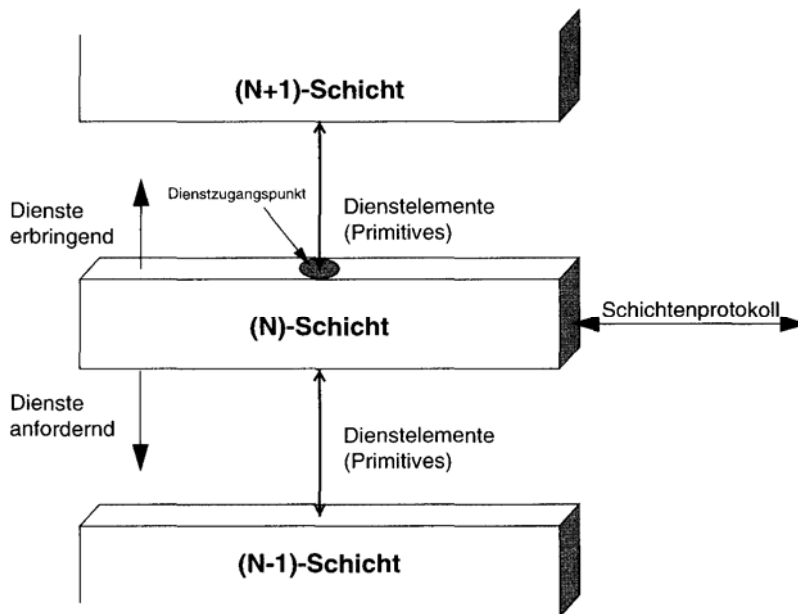 (N+1)-Schicht
Dienstzugangspunkt
Dienste
erbringend
Dienstelemente
(Primitives)
(N)-Schicht
Schichtenprotokoll
Dienste
anfordernd
Dienstelemente
(Primitives)
(N-1)-Schicht